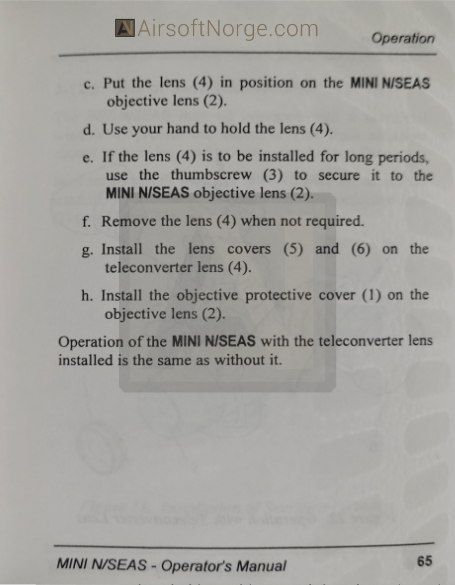 AirsoftNorge.com
Operation
c. Put the lens (4) in position on the MINI N/SEAS
objective lens (2).
d. Use your hand to hold the lens (4).
e. If the lens (4) is to be installed for long periods,
use the thumbscrew (3) to secure it to the
MINI N/SEAS objective lens (2).
f. Remove the lens (4) when not required.
g. Install the lens covers (5) and (6) on the
teleconverter lens (4).
h. Install the objective protective cover (1) on the
objective lens (2).
Operation of the MINI N/SEAS with the teleconverter lens
installed is the same as without it.
MINI N/SEAS - Operator's Manual
65